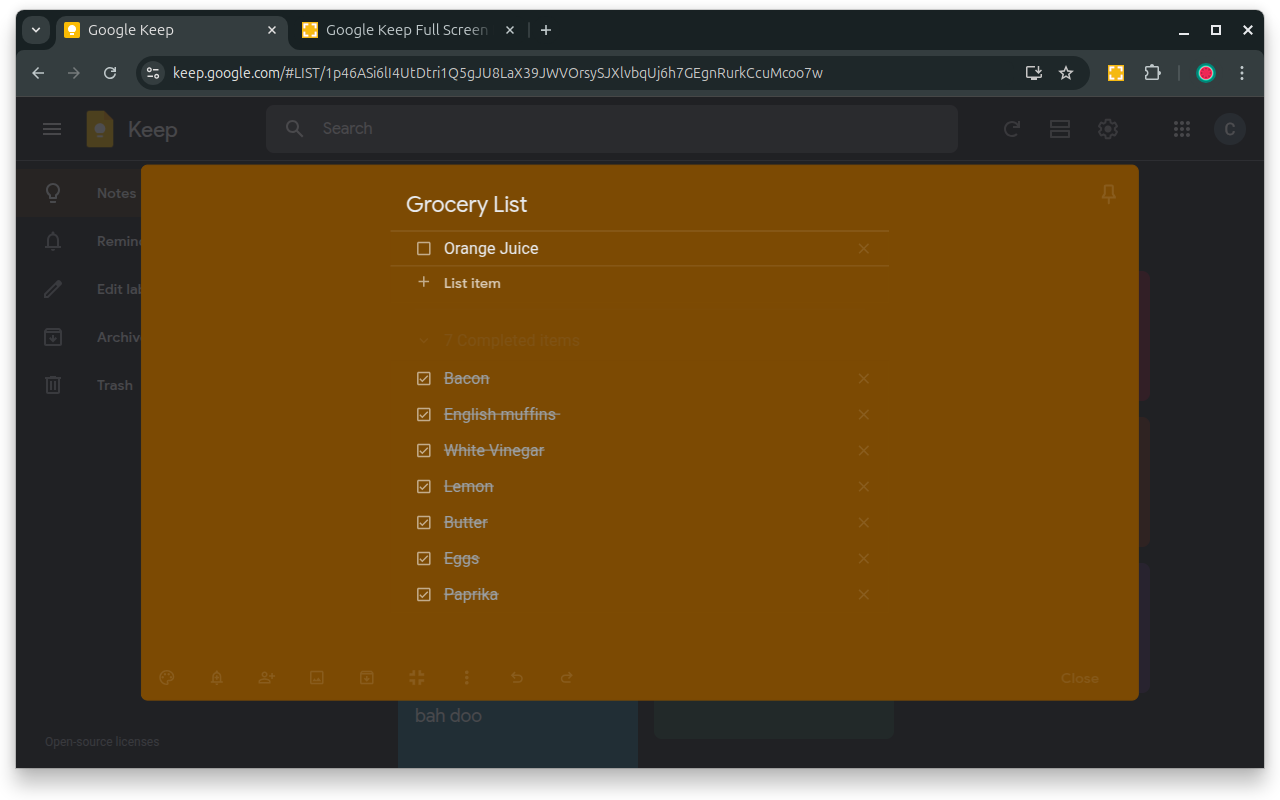 Google Keep
Google Keep Full Screen
keep.google.com/#LIST/1p46ASi6lI4UtDtri1Q5gJU8LaX39JWVOrsySJXlvbqUj6h7GEgnRurkCcuMcoo7w
Keep
Search
C
Notes
Remin
Edit lab
Archiv
Trash
Grocery List
Orange Juice
List item
7 Completed items
Bacon
English muffins
White Vinegar
Lemon
Butter
Eggs
Paprika
Close
bah doo
Open-source licenses